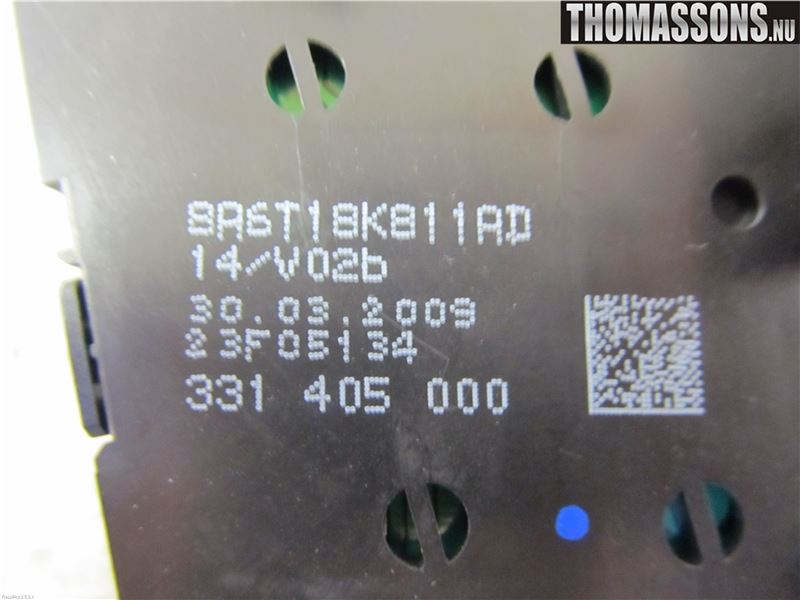 THOMASSONS.NU
8A6T18K811AD
14/V02b
30.03.2009
23F05134
331 405 000